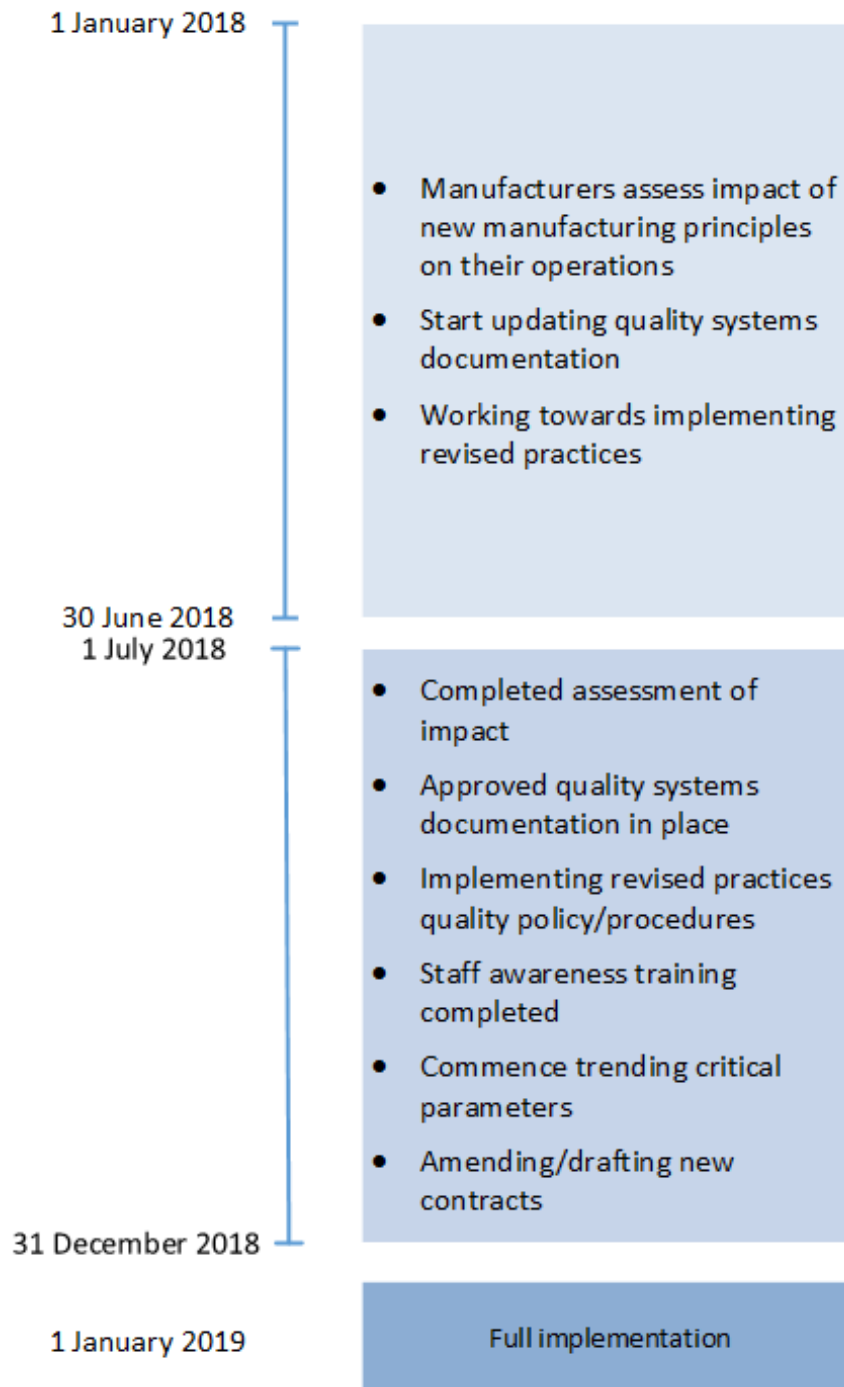 1 January 2018
• Manufacturers assess impact of
new manufacturing principles
on their operations
• Start updating quality systems
documentation
• Working towards implementing
revised practices
30 June 2018
1 July 2018
• Completed assessment of
impact
• Approved quality systems
documentation in place
• Implementing revised practices
quality policy/procedures
• Staff awareness training
completed
• Commence trending critical
parameters
• Amending/drafting new
contracts
31 December 2018
1 January 2019
Full implementation